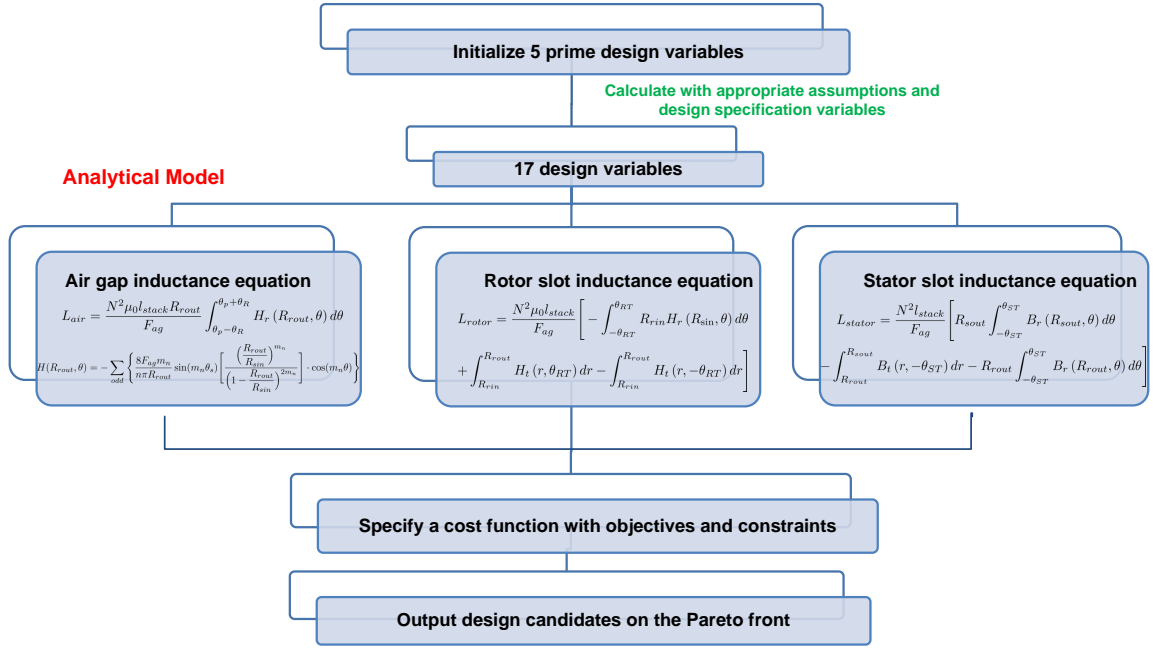 Initialize 5 prime design variables
Calculate with appropriate assumptions and
design specification variables
17 design variables
Analytical Model
Air gap inductance equation
L_{air} = \frac{N^2 \mu_0 l_{stack} R_{rout}}{F_{ag}} \int_{\theta_p - \theta_R}^{\theta_p + \theta_R} H_r (R_{rout}, \theta) d\theta
H(R_{rout}, \theta) = -\sum_{odd} \left\{ \frac{8F_{ag} m_n}{n\pi R_{rout}} \sin(m_n \theta_s) \left[ \frac{\left(\frac{R_{rout}}{R_{sin}}\right)^{m_n}}{\left(1 - \frac{R_{rout}}{R_{sin}}\right)^{2m_n}} \right] \cdot \cos(m_n \theta) \right\}
Rotor slot inductance equation
L_{rotor} = \frac{N^2 \mu_0 l_{stack}}{F_{ag}} \left[ -\int_{-\theta_{RT}}^{\theta_{RT}} R_{rin} H_r (R_{\sin}, \theta) d\theta
+ \int_{R_{rin}}^{R_{rout}} H_t (r, \theta_{RT}) dr - \int_{R_{rin}}^{R_{rout}} H_t (r, -\theta_{RT}) dr \right]
Stator slot inductance equation
L_{stator} = \frac{N^2 l_{stack}}{F_{ag}} \left[ R_{sout} \int_{-\theta_{ST}}^{\theta_{ST}} B_r (R_{sout}, \theta) d\theta
- \int_{R_{rout}}^{R_{sout}} B_t (r, -\theta_{ST}) dr - R_{rout} \int_{-\theta_{ST}}^{\theta_{ST}} B_r (R_{rout}, \theta) d\theta \right]
Specify a cost function with objectives and constraints
Output design candidates on the Pareto front